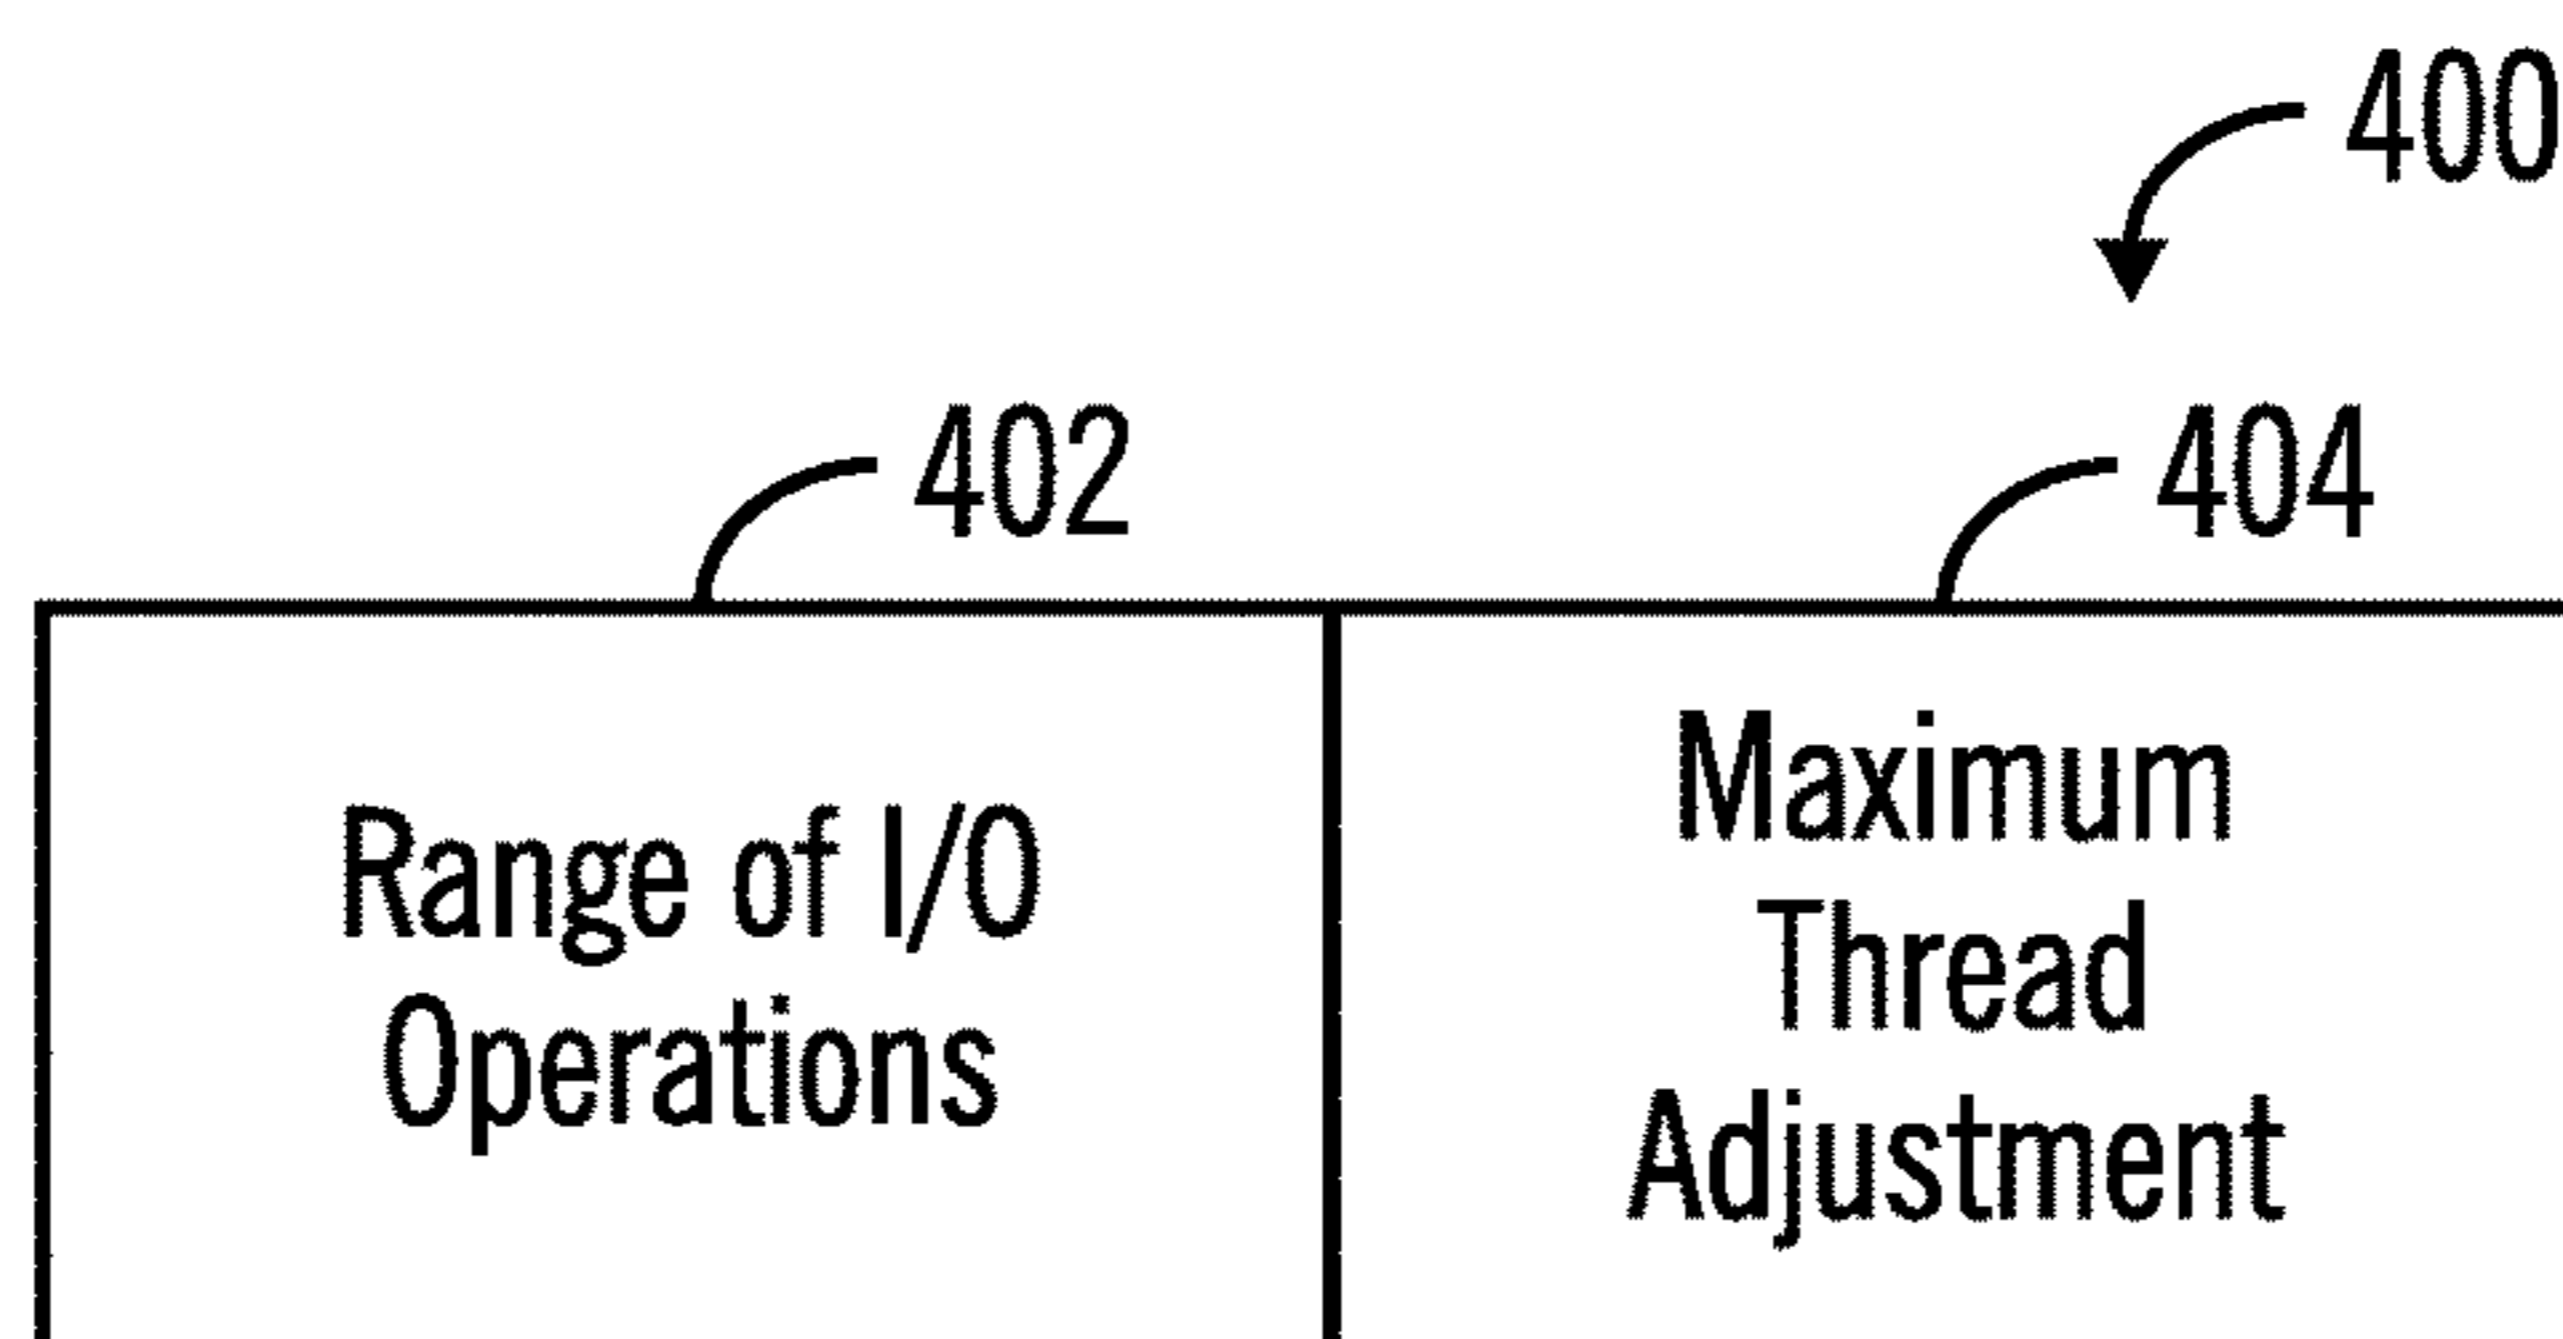 400
402
404
Range of I/O
Operations
Maximum
Thread
Adjustment